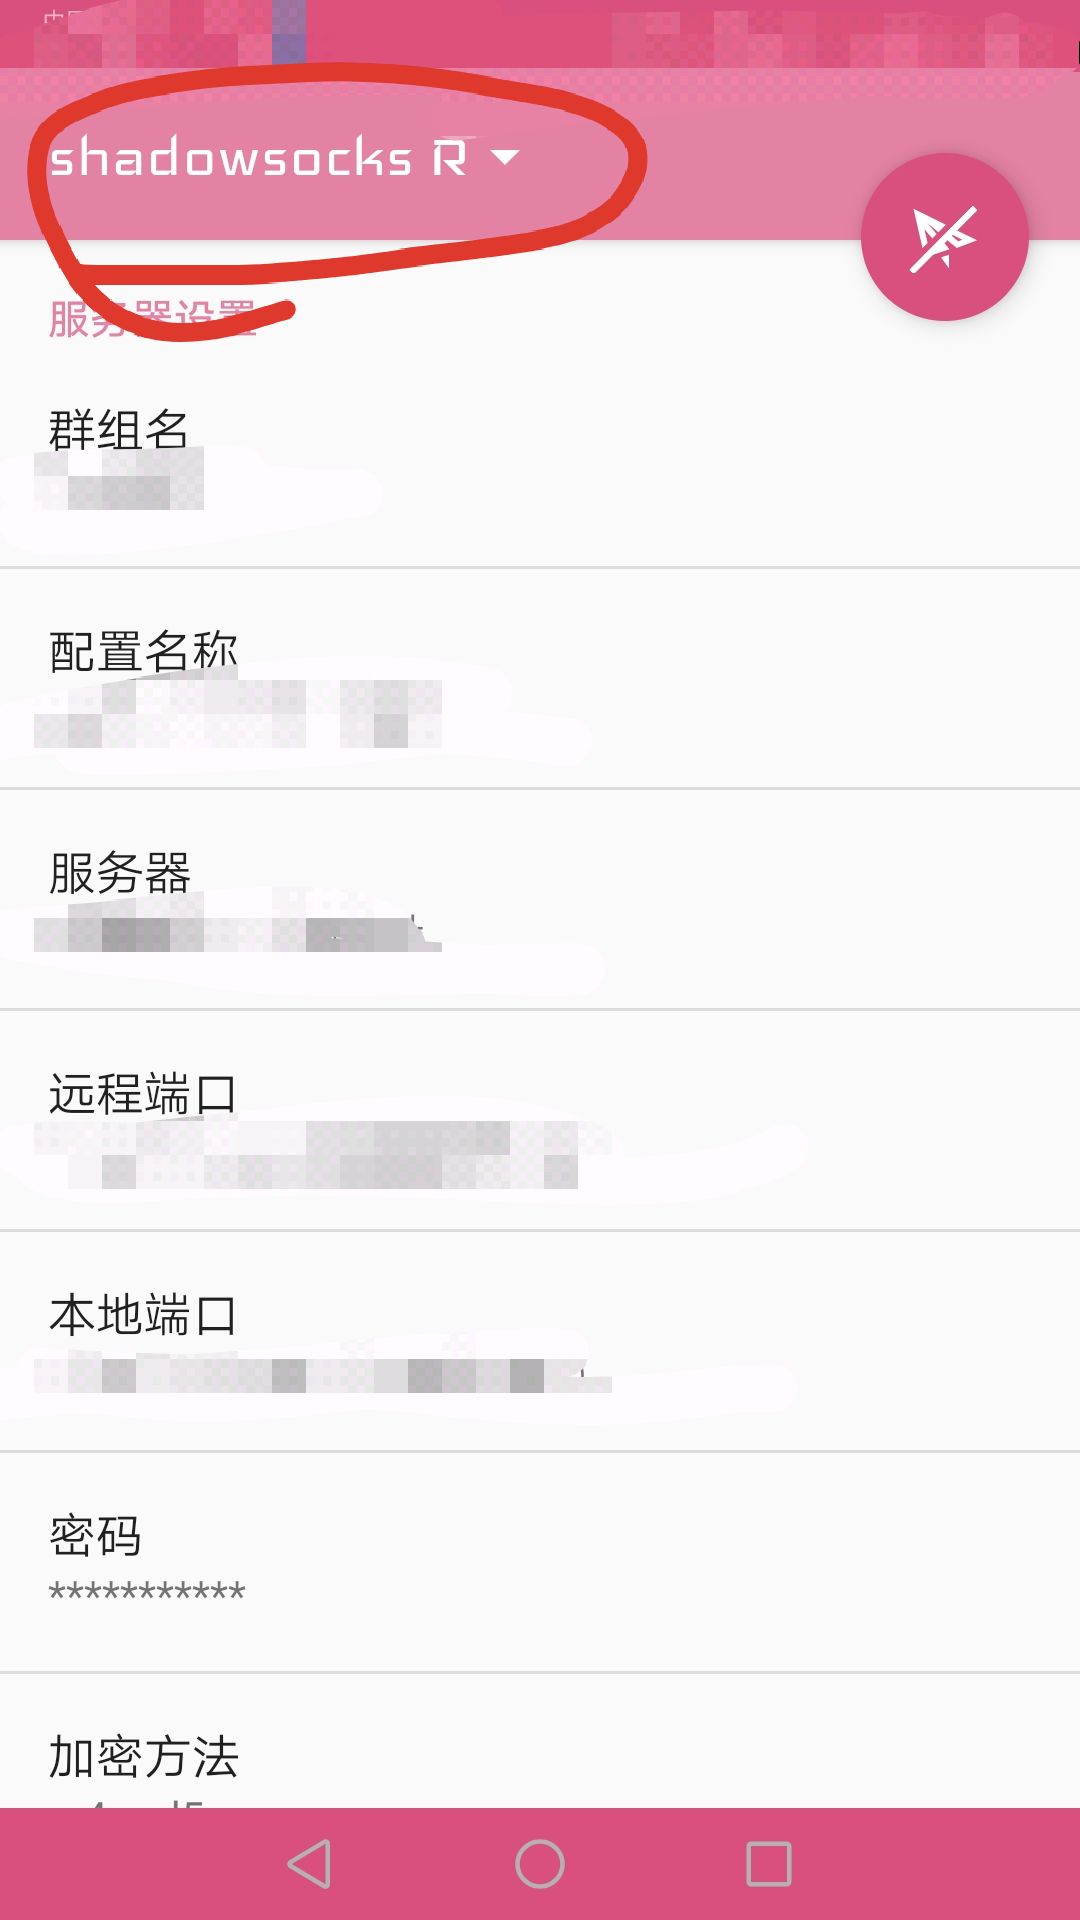 shadowsocks R
服务器设置
群组名
配置名称
服务器
远程端口
本地端口
密码
***********
加密方法